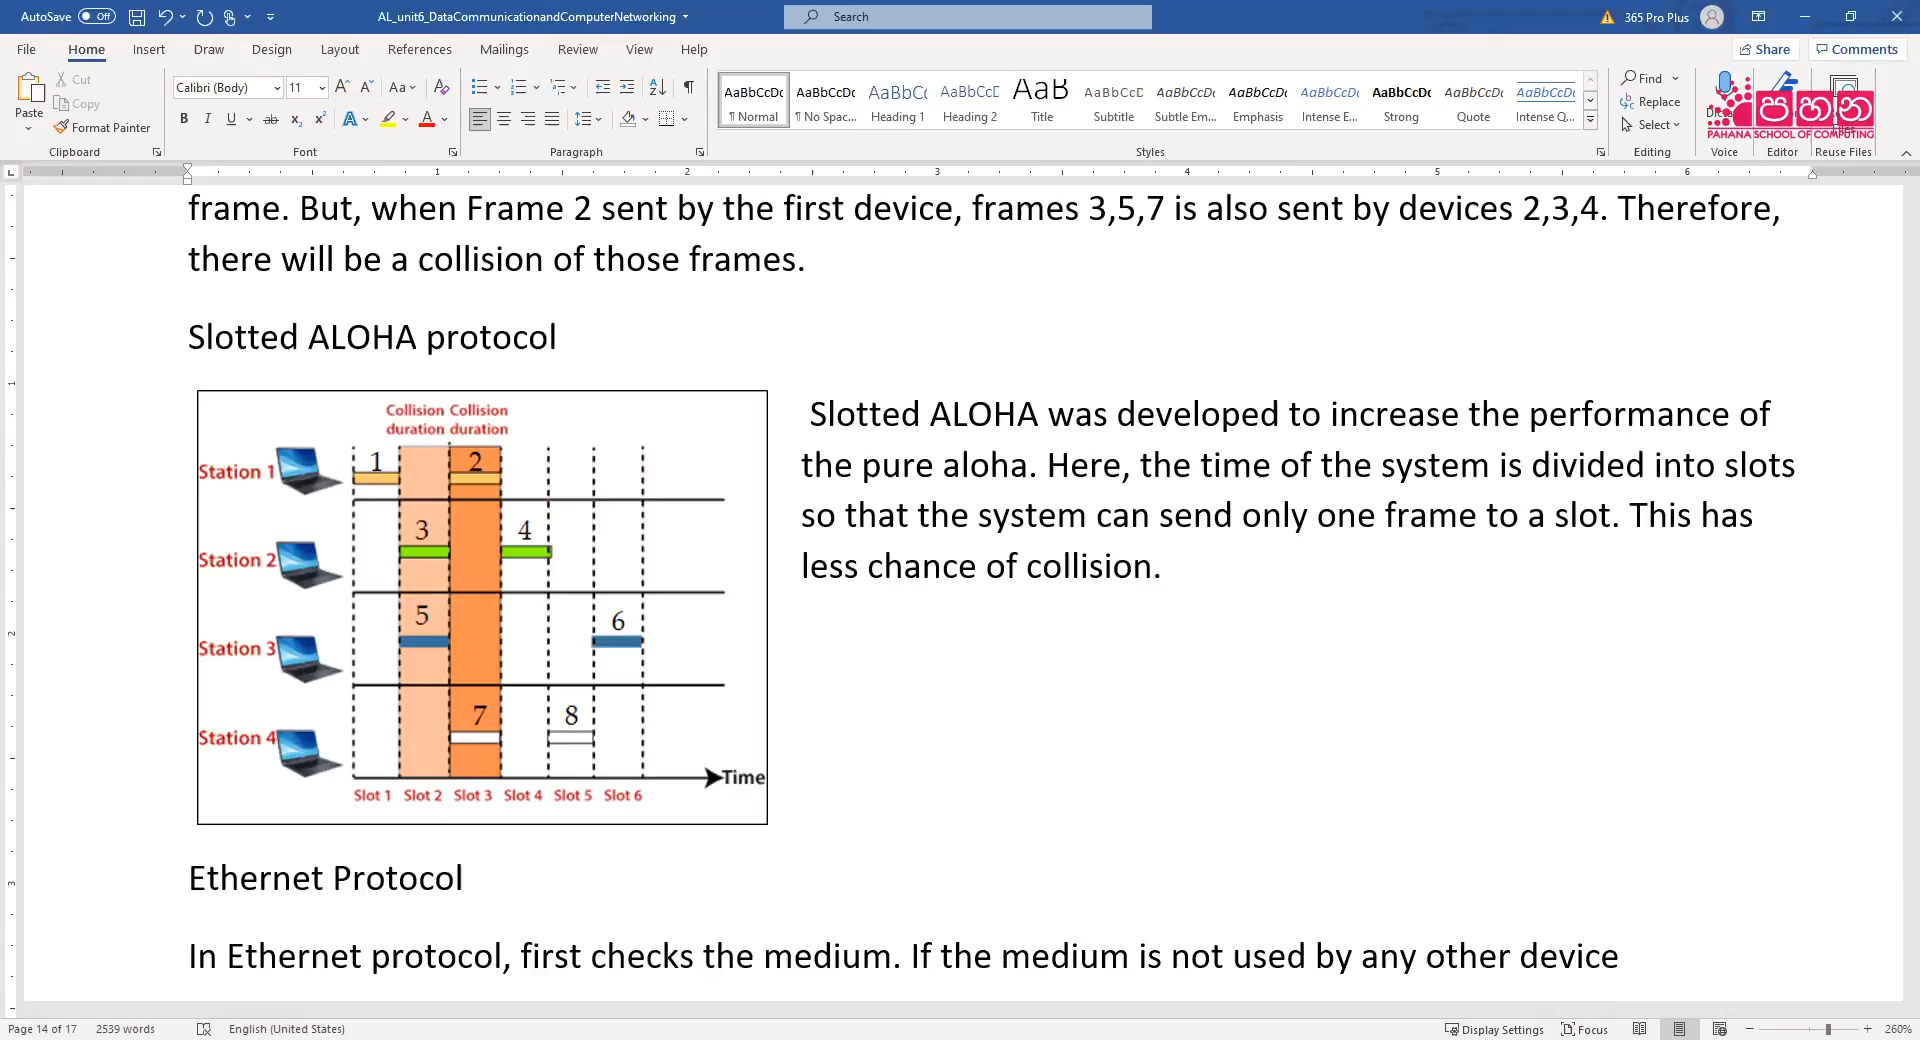 AutoSave Off AL_unit6_DataCommunicationandComputerNetworking Search 365 Pro Plus
File Home Insert Draw Design Layout References Mailings Review View Help Share Comments
Paste Cut Copy Format Painter
Calibri (Body) 11
AaBbCcDc AaBbCcDc AaBbCc AaBbCcD AaB AaBbCcD AaBbCcDc AaBbCcDc AaBbCcDc AaBbCcDc AaBbCcDc AaBbCcDc
¶ Normal ¶ No Spac... Heading 1 Heading 2 Title Subtitle Subtle Em... Emphasis Intense E... Strong Quote Intense Q...
Find
Replace
Select
පහන
PAHANA SCHOOL OF COMPUTING
Clipboard Font Paragraph Styles Editing Voice Editor Reuse Files
1 2 3 4 5 6
frame. But, when Frame 2 sent by the first device, frames 3,5,7 is also sent by devices 2,3,4. Therefore,
there will be a collision of those frames.
Slotted ALOHA protocol
Collision Collision
duration duration
Station 1 1 2
Station 2 3 4
Station 3 5 6
Station 4 7 8
Time
Slot 1 Slot 2 Slot 3 Slot 4 Slot 5 Slot 6
Slotted ALOHA was developed to increase the performance of
the pure aloha. Here, the time of the system is divided into slots
so that the system can send only one frame to a slot. This has
less chance of collision.
Ethernet Protocol
In Ethernet protocol, first checks the medium. If the medium is not used by any other device
Page 14 of 17 2539 words English (United States) Display Settings Focus 260%